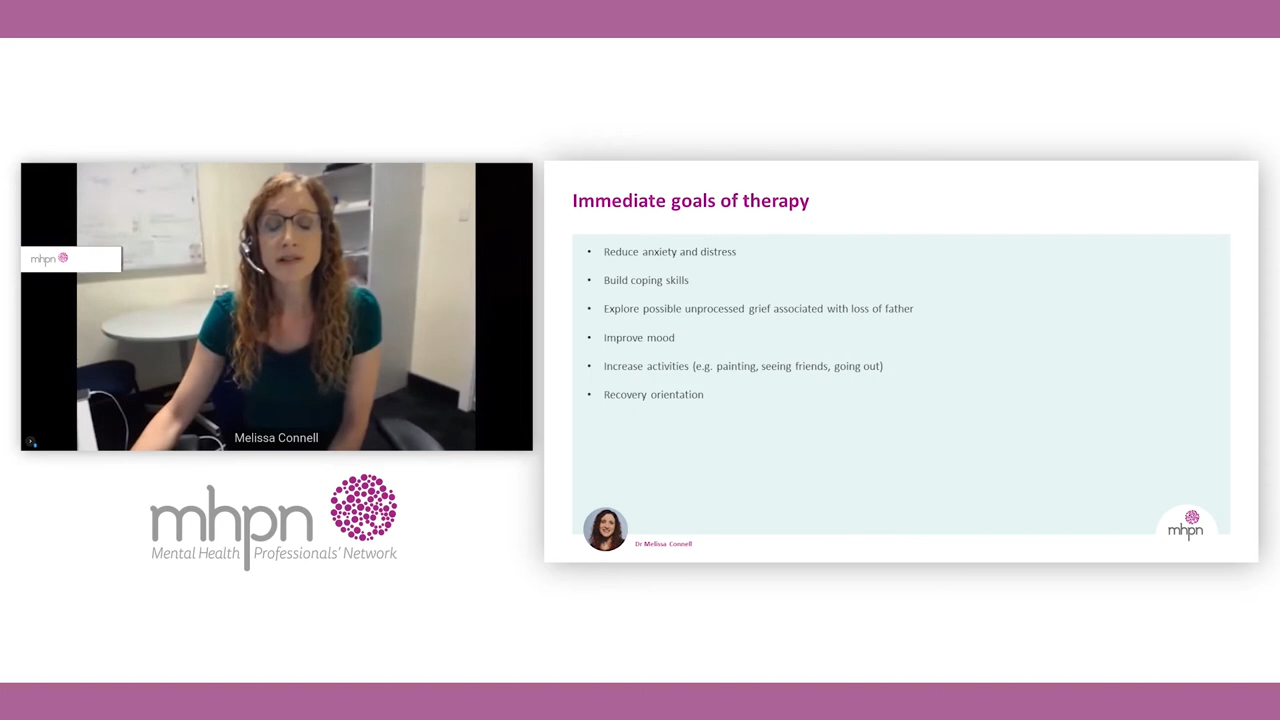 mhpn
Melissa Connell
mhpn
Mental Health Professionals' Network
Immediate goals of therapy
• Reduce anxiety and distress
• Build coping skills
• Explore possible unprocessed grief associated with loss of father
• Improve mood
• Increase activities (e.g. painting, seeing friends, going out)
• Recovery orientation
Dr Melissa Connell
mhpn